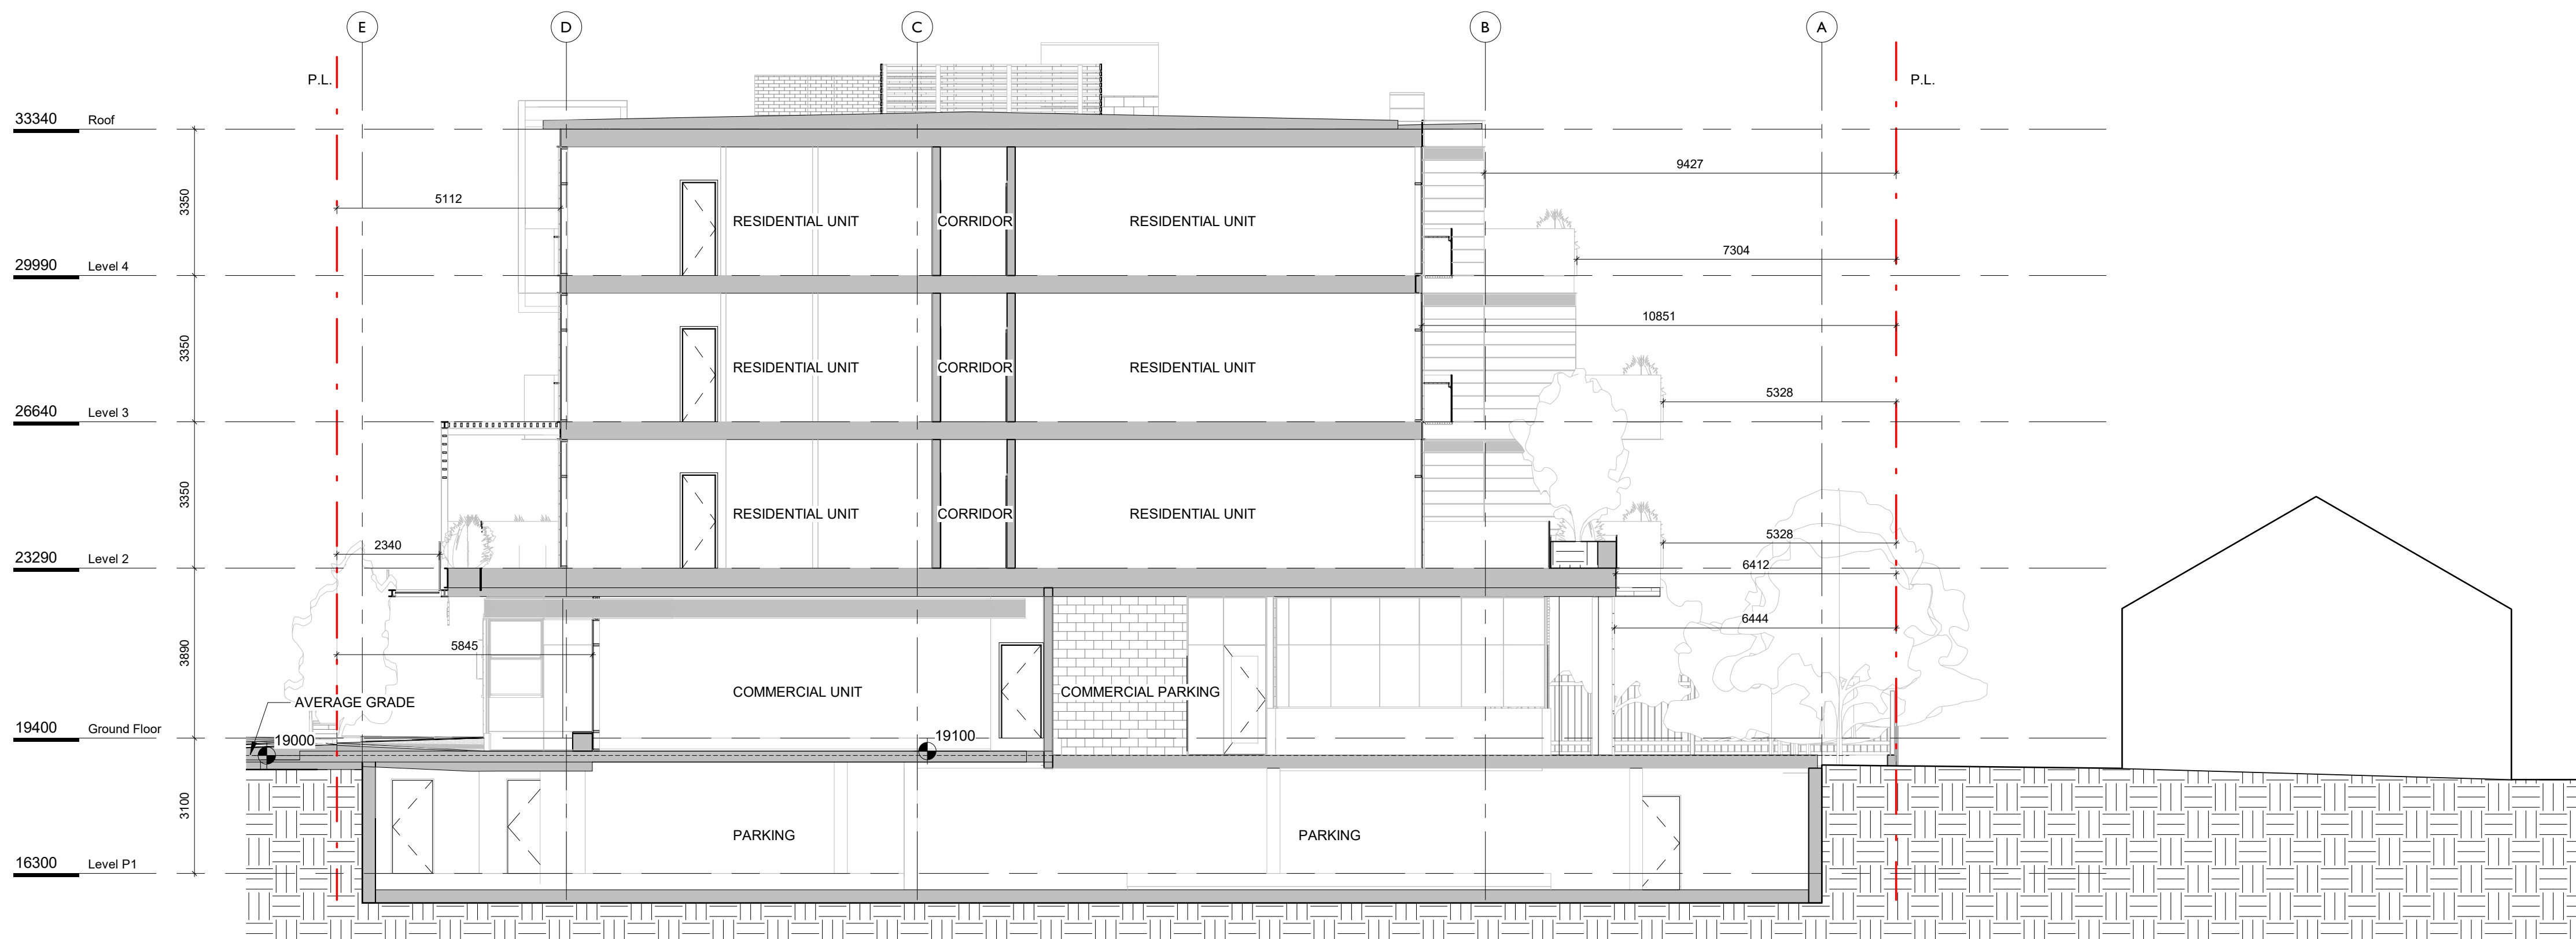 E
D
C
B
A
P.L.
P.L.
33340 Roof
9427
3350
5112
RESIDENTIAL UNIT
CORRIDOR
RESIDENTIAL UNIT
7304
29990 Level 4
10851
3350
RESIDENTIAL UNIT
CORRIDOR
RESIDENTIAL UNIT
5328
26640 Level 3
3350
RESIDENTIAL UNIT
CORRIDOR
RESIDENTIAL UNIT
5328
2340
23290 Level 2
6412
6444
3890
5845
COMMERCIAL UNIT
COMMERCIAL PARKING
AVERAGE GRADE
19400 Ground Floor
19000
19100
3100
PARKING
PARKING
16300 Level P1